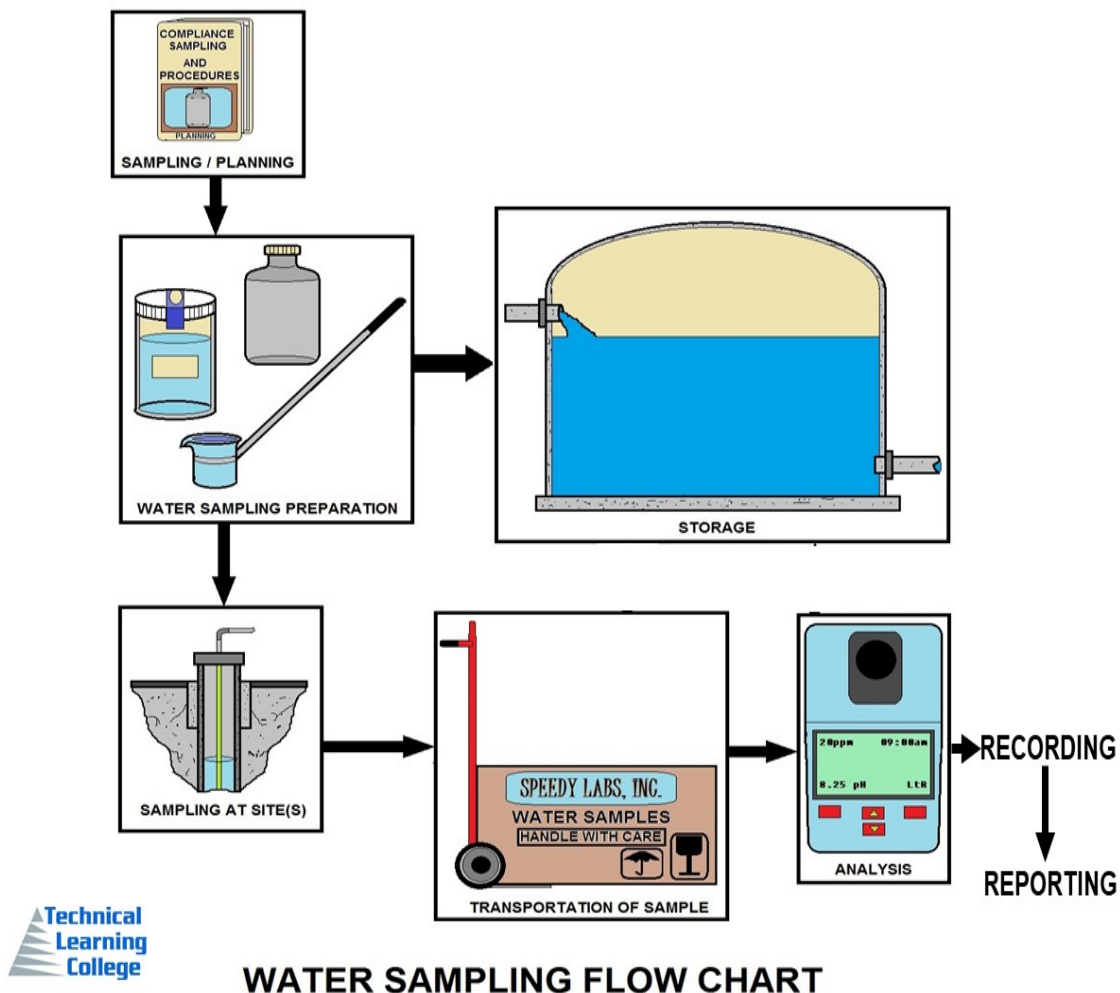 COMPLIANCE
SAMPLING
AND
PROCEDURES
PLANNING
SAMPLING / PLANNING
WATER SAMPLING PREPARATION
STORAGE
SAMPLING AT SITE(S)
SPEEDY LABS, INC.
WATER SAMPLES
HANDLE WITH CARE
TRANSPORTATION OF SAMPLE
20ppm 09:00am
8.25 pH LtR
ANALYSIS
RECORDING
REPORTING
Technical
Learning
College
WATER SAMPLING FLOW CHART